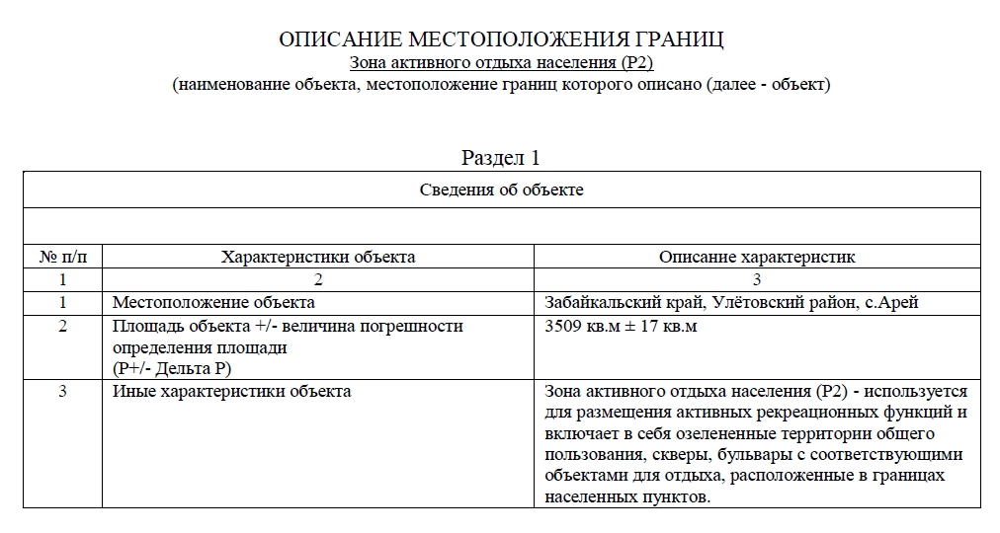 ОПИСАНИЕ МЕСТОПОЛОЖЕНИЯ ГРАНИЦ
Зона активного отдыха населения (Р2)
(наименование объекта, местоположение границ которого описано (далее - объект)
Раздел 1
Сведения об объекте
№ п/п Характеристики объекта Описание характеристик
1 2 3
1 Местоположение объекта Забайкальский край, Улётовский район, с.Арей
2 Площадь объекта +/- величина погрешности 3509 кв.м ± 17 кв.м
определения площади
(Р+/- Дельта Р)
3 Иные характеристики объекта Зона активного отдыха населения (Р2) - используется
для размещения активных рекреационных функций и
включает в себя озелененные территории общего
пользования, скверы, бульвары с соответствующими
объектами для отдыха, расположенные в границах
населенных пунктов.